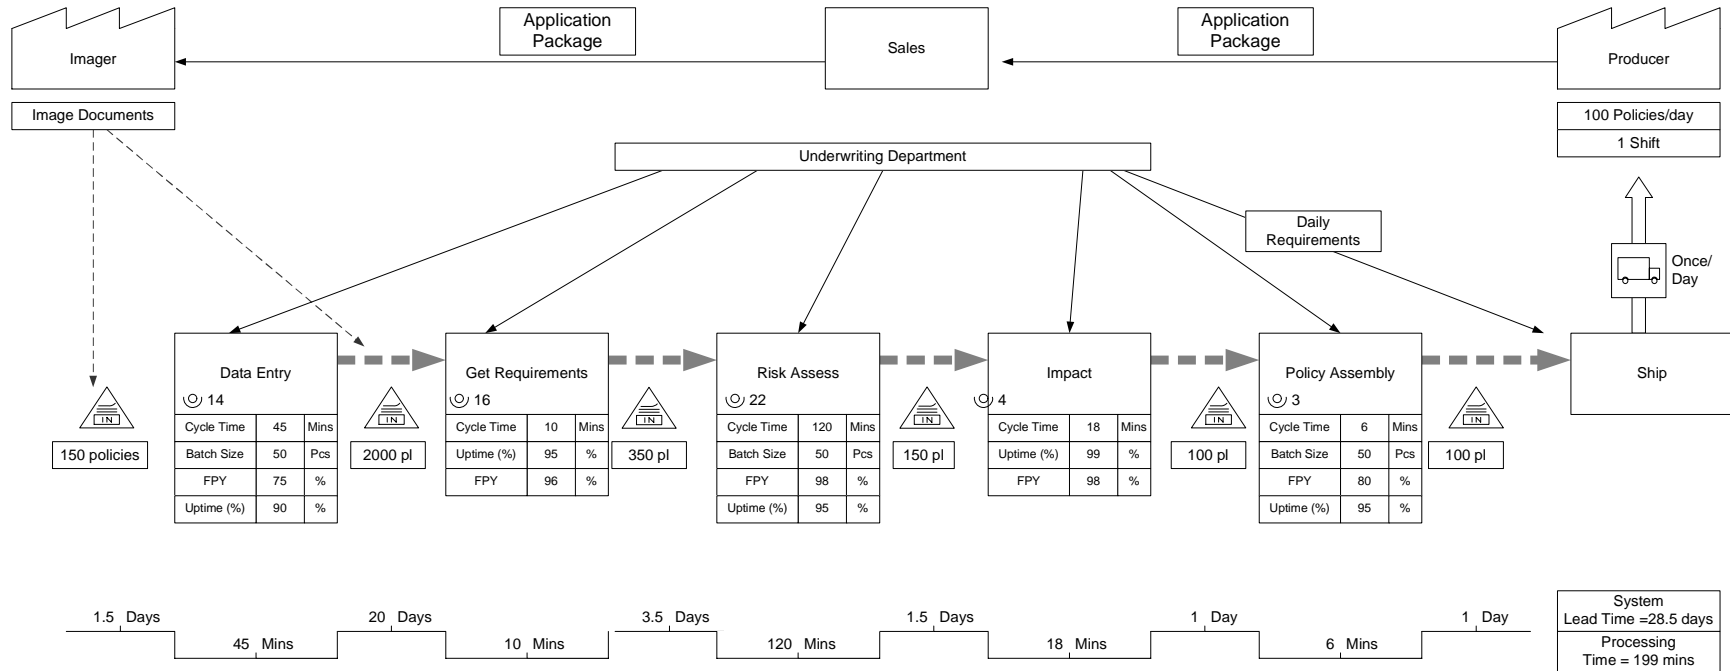 Imager
Application
Package
Sales
Application
Package
Producer
Image Documents
100 Policies/day
1 Shift
Underwriting Department
Daily
Requirements
Once/
Day
Data Entry
14
Cycle Time 45 Mins
Batch Size 50 Pcs
FPY 75 %
Uptime (%) 90 %
Get Requirements
16
Cycle Time 10 Mins
Uptime (%) 95 %
FPY 96 %
Risk Assess
22
Cycle Time 120 Mins
Batch Size 50 Pcs
FPY 98 %
Uptime (%) 95 %
Impact
4
Cycle Time 18 Mins
Uptime (%) 99 %
FPY 98 %
Policy Assembly
3
Cycle Time 6 Mins
Batch Size 50 Pcs
FPY 80 %
Uptime (%) 95 %
Ship
IN
150 policies
IN
2000 pl
IN
350 pl
IN
150 pl
IN
100 pl
IN
100 pl
1.5 Days
45 Mins
20 Days
10 Mins
3.5 Days
120 Mins
1.5 Days
18 Mins
1 Day
6 Mins
1 Day
System
Lead Time =28.5 days
Processing
Time = 199 mins